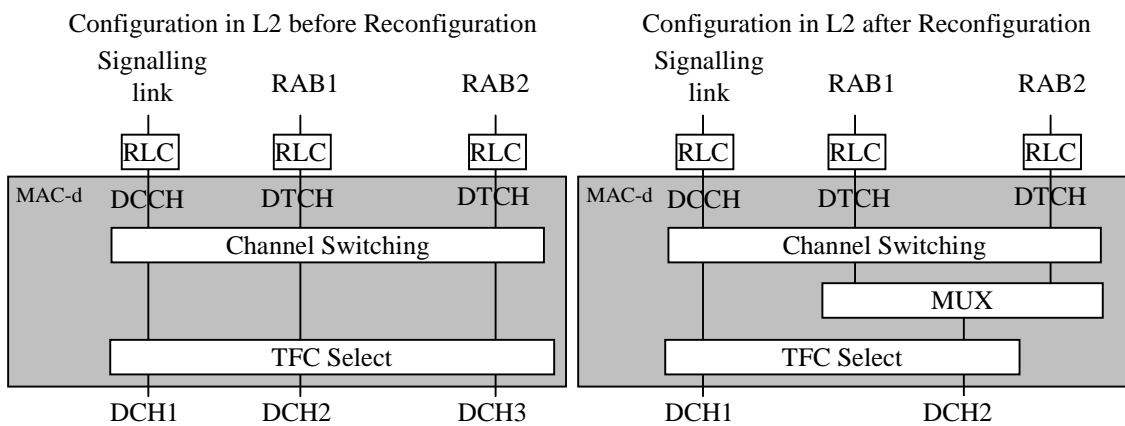 Configuration in L2 before Reconfiguration
Signalling
link
RAB1
RAB2
RLC
RLC
RLC
MAC-d
DCCH
DTCH
DTCH
Channel Switching
TFC Select
DCH1
DCH2
DCH3
Configuration in L2 after Reconfiguration
Signalling
link
RAB1
RAB2
RLC
RLC
RLC
MAC-d
DCCH
DTCH
DTCH
Channel Switching
MUX
TFC Select
DCH1
DCH2